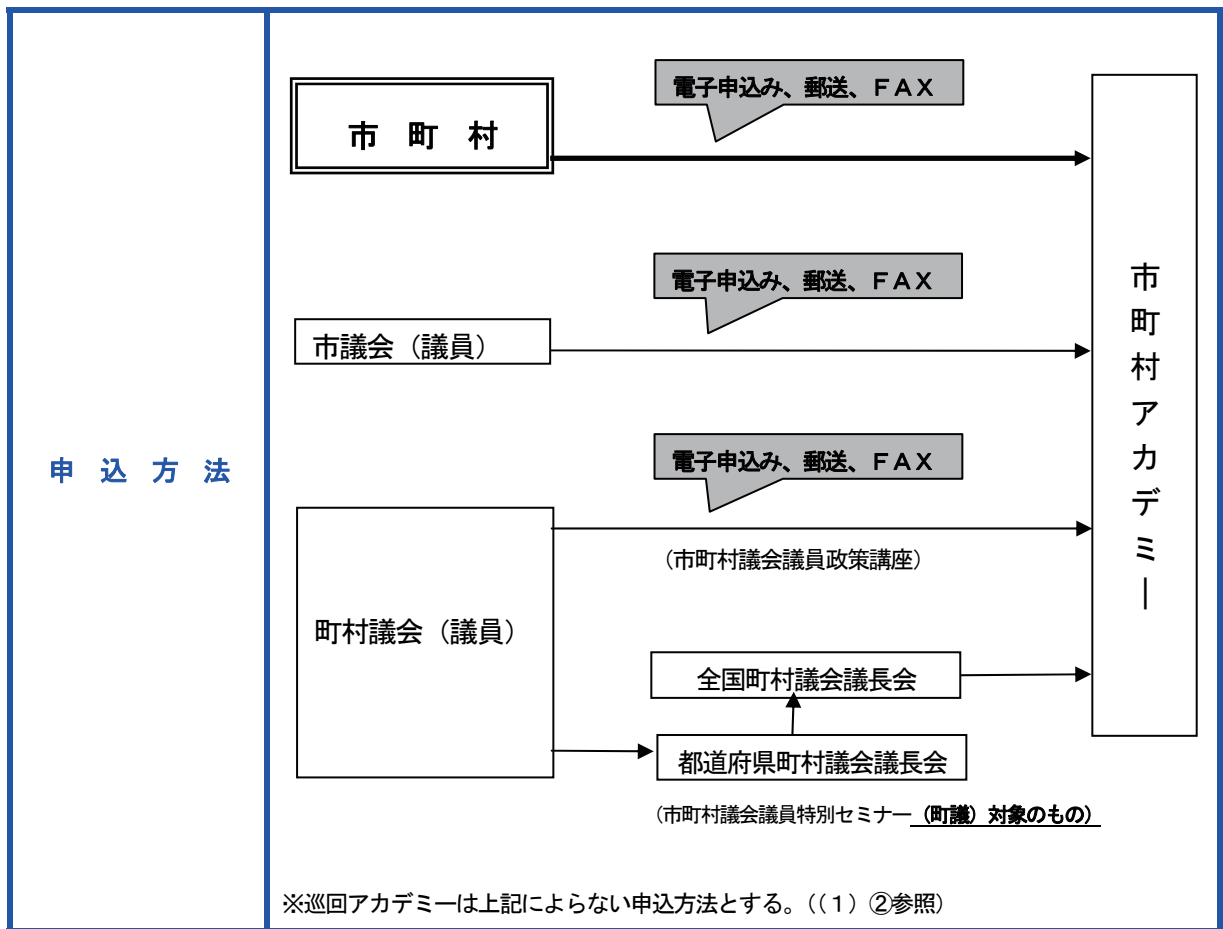 申込方法
電子申込み、郵送、ＦＡＸ
市町村
電子申込み、郵送、ＦＡＸ
市議会（議員）
電子申込み、郵送、ＦＡＸ
町村議会（議員）
（市町村議会議員政策講座）
全国町村議会議長会
都道府県町村議会議長会
（市町村議会議員特別セミナー（町議）対象のもの）
市町村アカデミー
※巡回アカデミーは上記によらない申込方法とする。（（１）②参照）